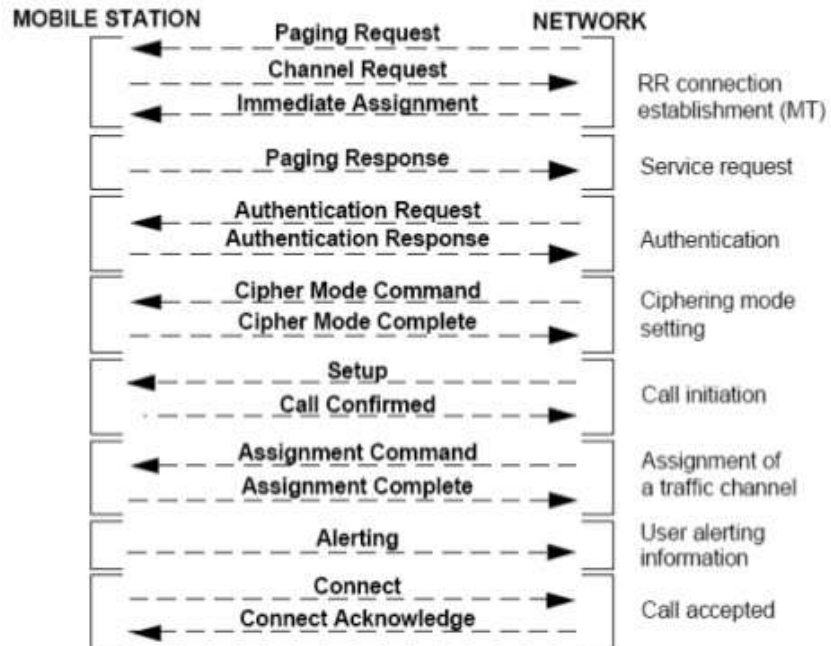 MOBILE STATION
NETWORK
Paging Request
Channel Request
Immediate Assignment
RR connection
establishment (MT)
Paging Response
Service request
Authentication Request
Authentication Response
Authentication
Cipher Mode Command
Cipher Mode Complete
Ciphering mode
setting
Setup
Call Confirmed
Call initiation
Assignment Command
Assignment Complete
Assignment of
a traffic channel
Alerting
User alerting
information
Connect
Connect Acknowledge
Call accepted